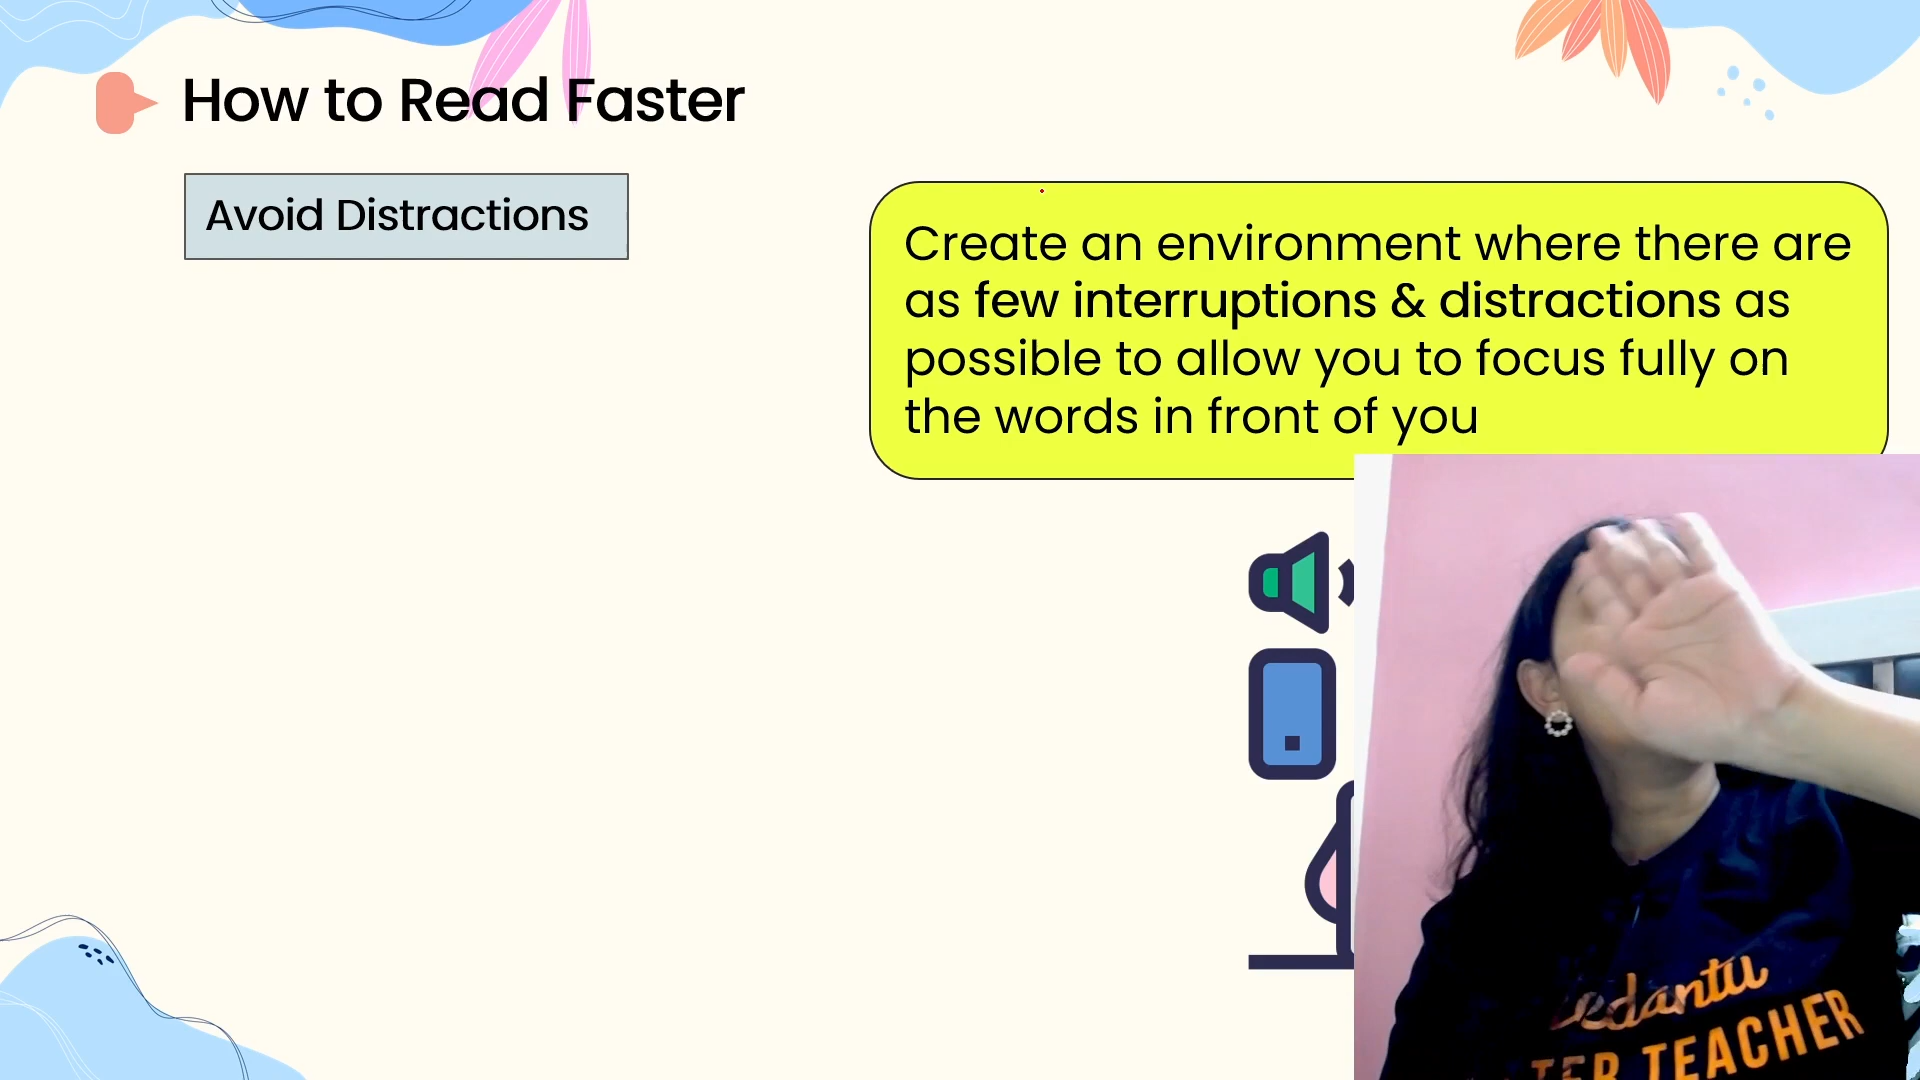 How to Read Faster
Avoid Distractions
Create an environment where there are
as few interruptions & distractions as
possible to allow you to focus fully on
the words in front of you
TEACHER